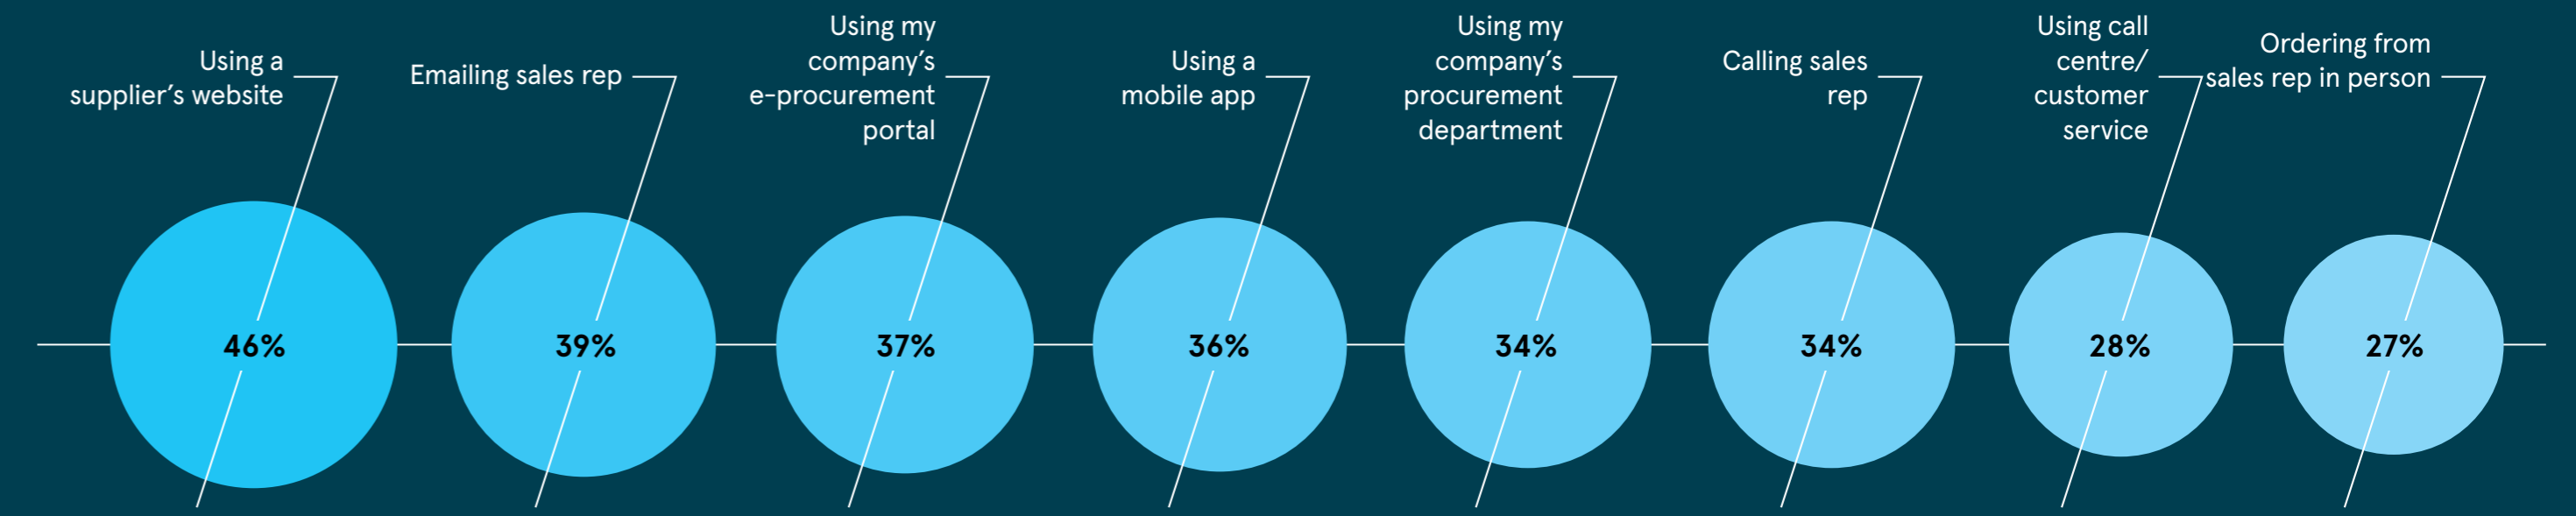 Using a
supplier’s website
Emailing sales rep
Using my
company’s
e-procurement
portal
Using a
mobile app
Using my
company’s
procurement
department
Calling sales
rep
Using call
centre/
customer
service
Ordering from
sales rep in person
46%
39%
37%
36%
34%
34%
28%
27%